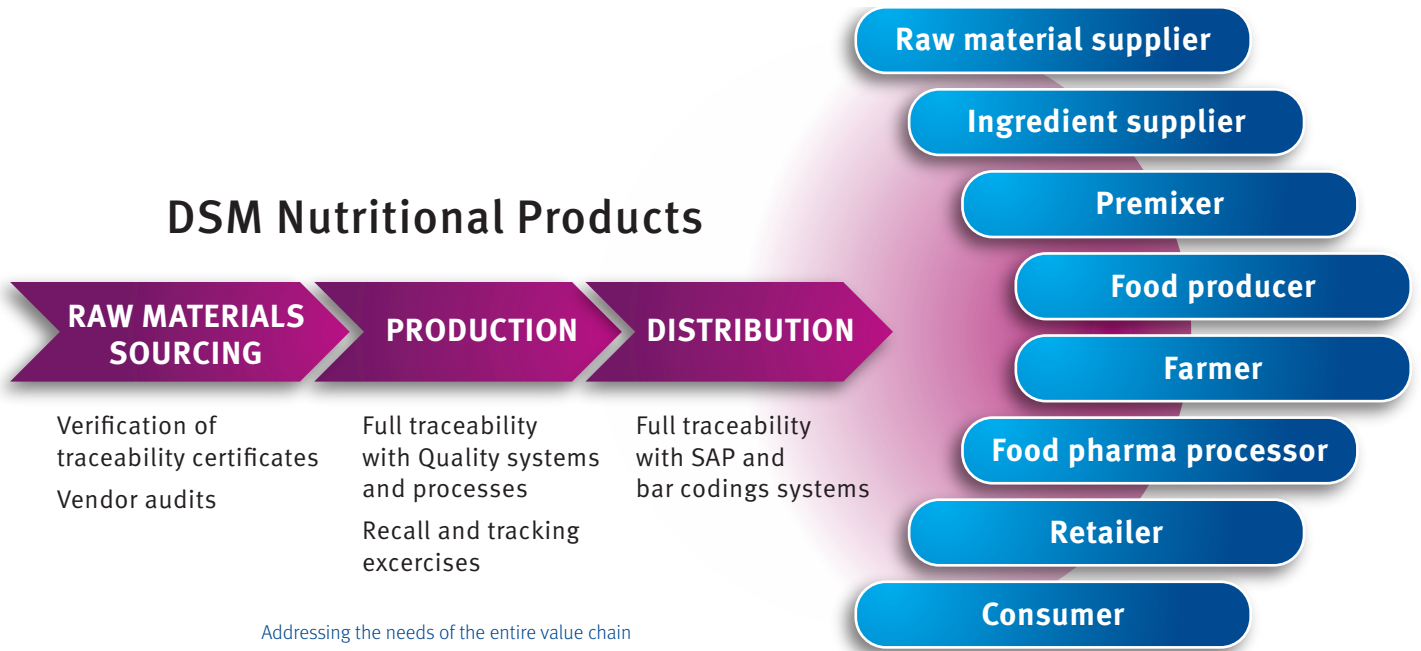 DSM Nutritional Products
RAW MATERIALS
SOURCING
Verification of
traceability certificates
Vendor audits
PRODUCTION
Full traceability
with Quality systems
and processes
Recall and tracking
excercises
DISTRIBUTION
Full traceability
with SAP and
bar codings systems
Addressing the needs of the entire value chain
Raw material supplier
Ingredient supplier
Premixer
Food producer
Farmer
Food pharma processor
Retailer
Consumer